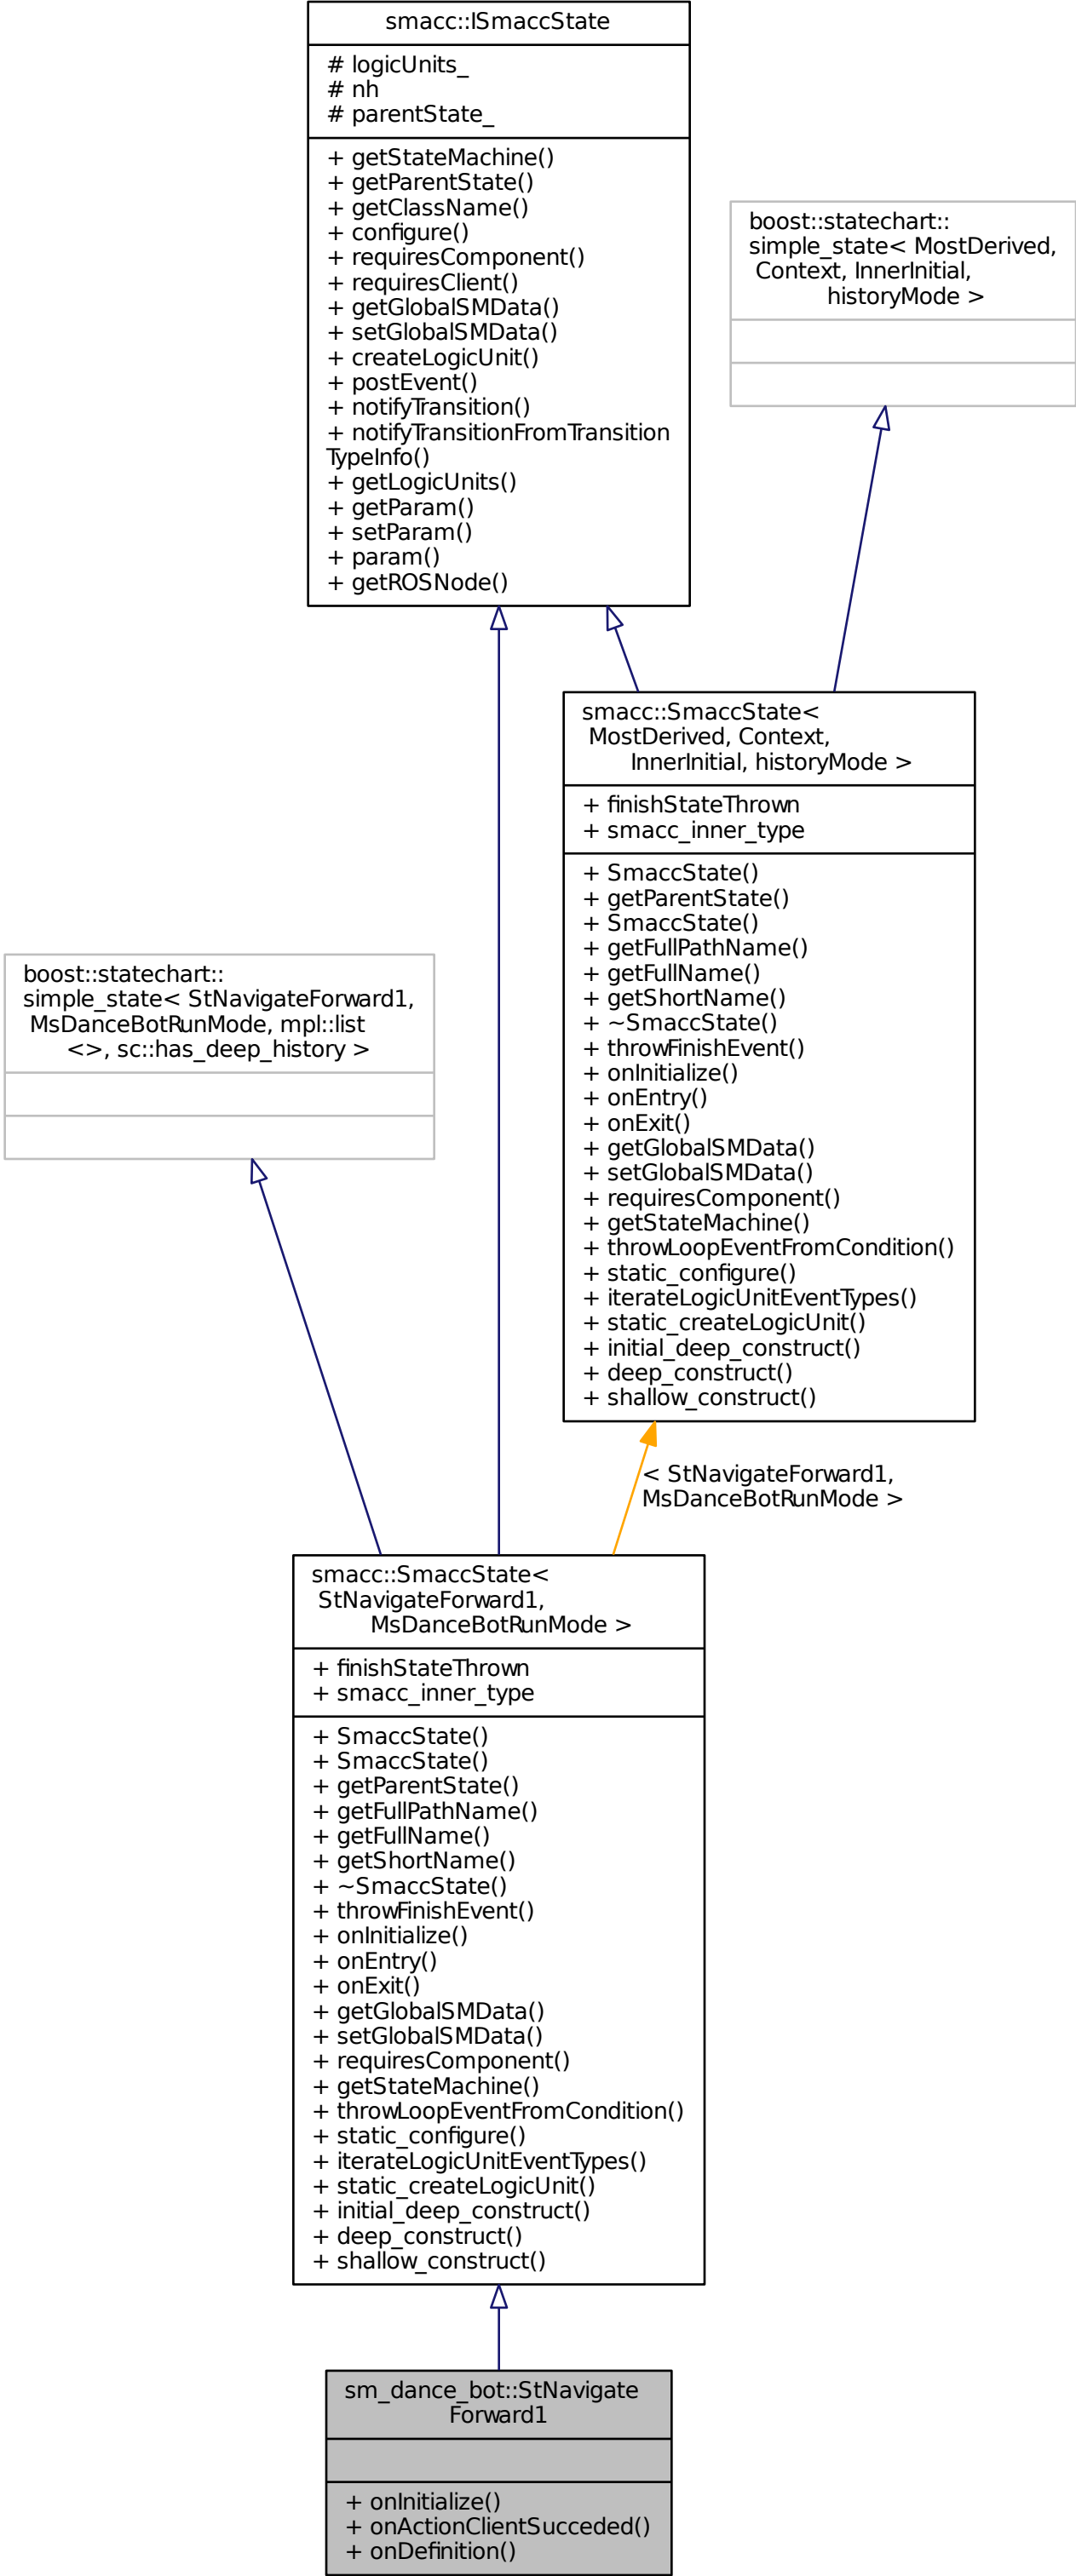 smacc::ISmaccState
# logicUnits_
# nh
# parentState_
+ getStateMachine()
+ getParentState()
+ getClassName()
+ configure()
+ requiresComponent()
+ requiresClient()
+ getGlobalSMData()
+ setGlobalSMData()
+ createLogicUnit()
+ postEvent()
+ notifyTransition()
+ notifyTransitionFromTransition
TypeInfo()
+ getLogicUnits()
+ getParam()
+ setParam()
+ param()
+ getROSNode()
boost::statechart::
simple_state< MostDerived,
Context, InnerInitial,
historyMode >
smacc::SmaccState<
MostDerived, Context,
InnerInitial, historyMode >
+ finishStateThrown
+ smacc_inner_type
+ SmaccState()
+ getParentState()
+ SmaccState()
+ getFullPathName()
+ getFullName()
+ getShortName()
+ ~SmaccState()
+ throwFinishEvent()
+ onInitialize()
+ onEntry()
+ onExit()
+ getGlobalSMData()
+ setGlobalSMData()
+ requiresComponent()
+ getStateMachine()
+ throwLoopEventFromCondition()
+ static_configure()
+ iterateLogicUnitEventTypes()
+ static_createLogicUnit()
+ initial_deep_construct()
+ deep_construct()
+ shallow_construct()
boost::statechart::
simple_state< StNavigateForward1,
MsDanceBotRunMode, mpl::list
<>, sc::has_deep_history >
< StNavigateForward1,
MsDanceBotRunMode >
smacc::SmaccState<
StNavigateForward1,
MsDanceBotRunMode >
+ finishStateThrown
+ smacc_inner_type
+ SmaccState()
+ SmaccState()
+ getParentState()
+ getFullPathName()
+ getFullName()
+ getShortName()
+ ~SmaccState()
+ throwFinishEvent()
+ onInitialize()
+ onEntry()
+ onExit()
+ getGlobalSMData()
+ setGlobalSMData()
+ requiresComponent()
+ getStateMachine()
+ throwLoopEventFromCondition()
+ static_configure()
+ iterateLogicUnitEventTypes()
+ static_createLogicUnit()
+ initial_deep_construct()
+ deep_construct()
+ shallow_construct()
sm_dance_bot::StNavigate
Forward1
+ onInitialize()
+ onActionClientSucceded()
+ onDefinition()